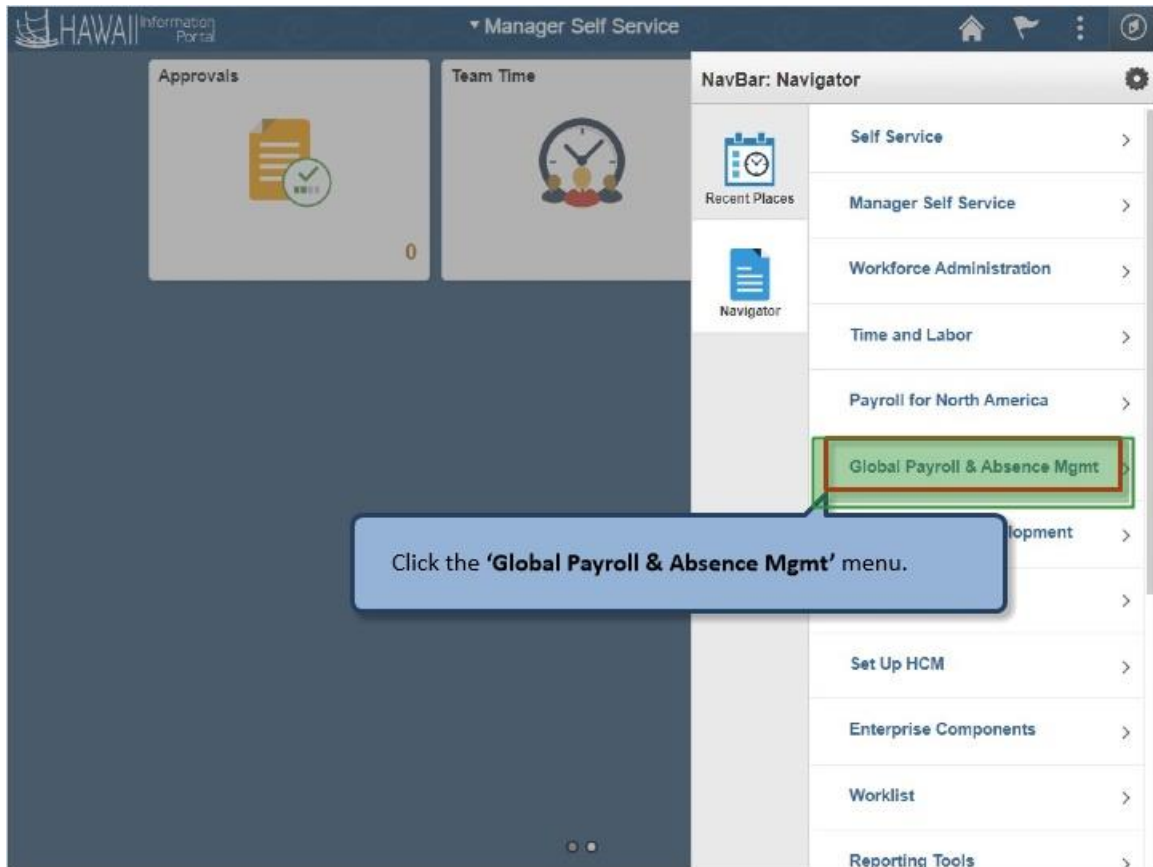 HAWAII Information
Portal
Manager Self Service
Approvals
0
Team Time
NavBar: Navigator
Recent Places
Navigator
Self Service
Manager Self Service
Workforce Administration
Time and Labor
Payroll for North America
Global Payroll & Absence Mgmt
lopment
Click the ‘Global Payroll & Absence Mgmt’ menu.
Set Up HCM
Enterprise Components
Worklist
Reporting Tools